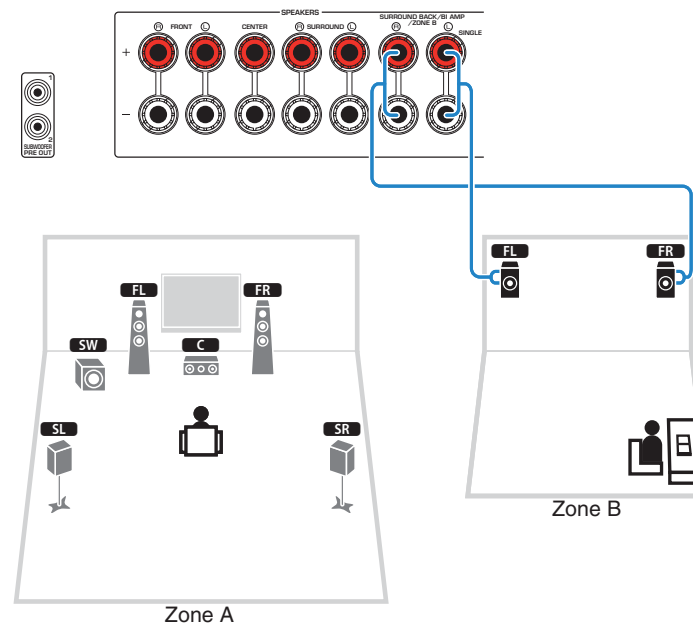 SPEAKERS
SURROUND BACK/BI AMP
/ZONE B
R FRONT L CENTER R SURROUND L R L SINGLE
+
−
1
2
SUBWOOFER
PRE OUT
FL FR
FL FR
SW C
SL SR
Zone B
Zone A